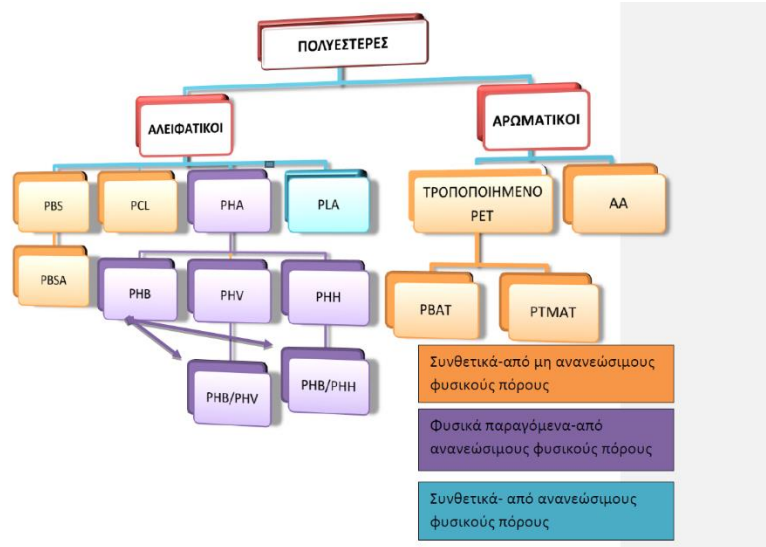 ΠΟΛΥΕΣΤΕΡΕΣ
ΑΛΕΙΦΑΤΙΚΟΙ
ΑΡΩΜΑΤΙΚΟΙ
PBS
PCL
PHA
PLA
ΤΡΟΠΟΠΟΙΗΜΕΝΟ
PET
AA
PBSA
PHB
PHV
PHH
PBAT
PTMAT
PHB/PHV
PHB/PHH
Συνθετικά-από μη ανανεώσιμους
φυσικούς πόρους
Φυσικά παραγόμενα-από
ανανεώσιμους φυσικούς πόρους
Συνθετικά- από ανανεώσιμους
φυσικούς πόρους